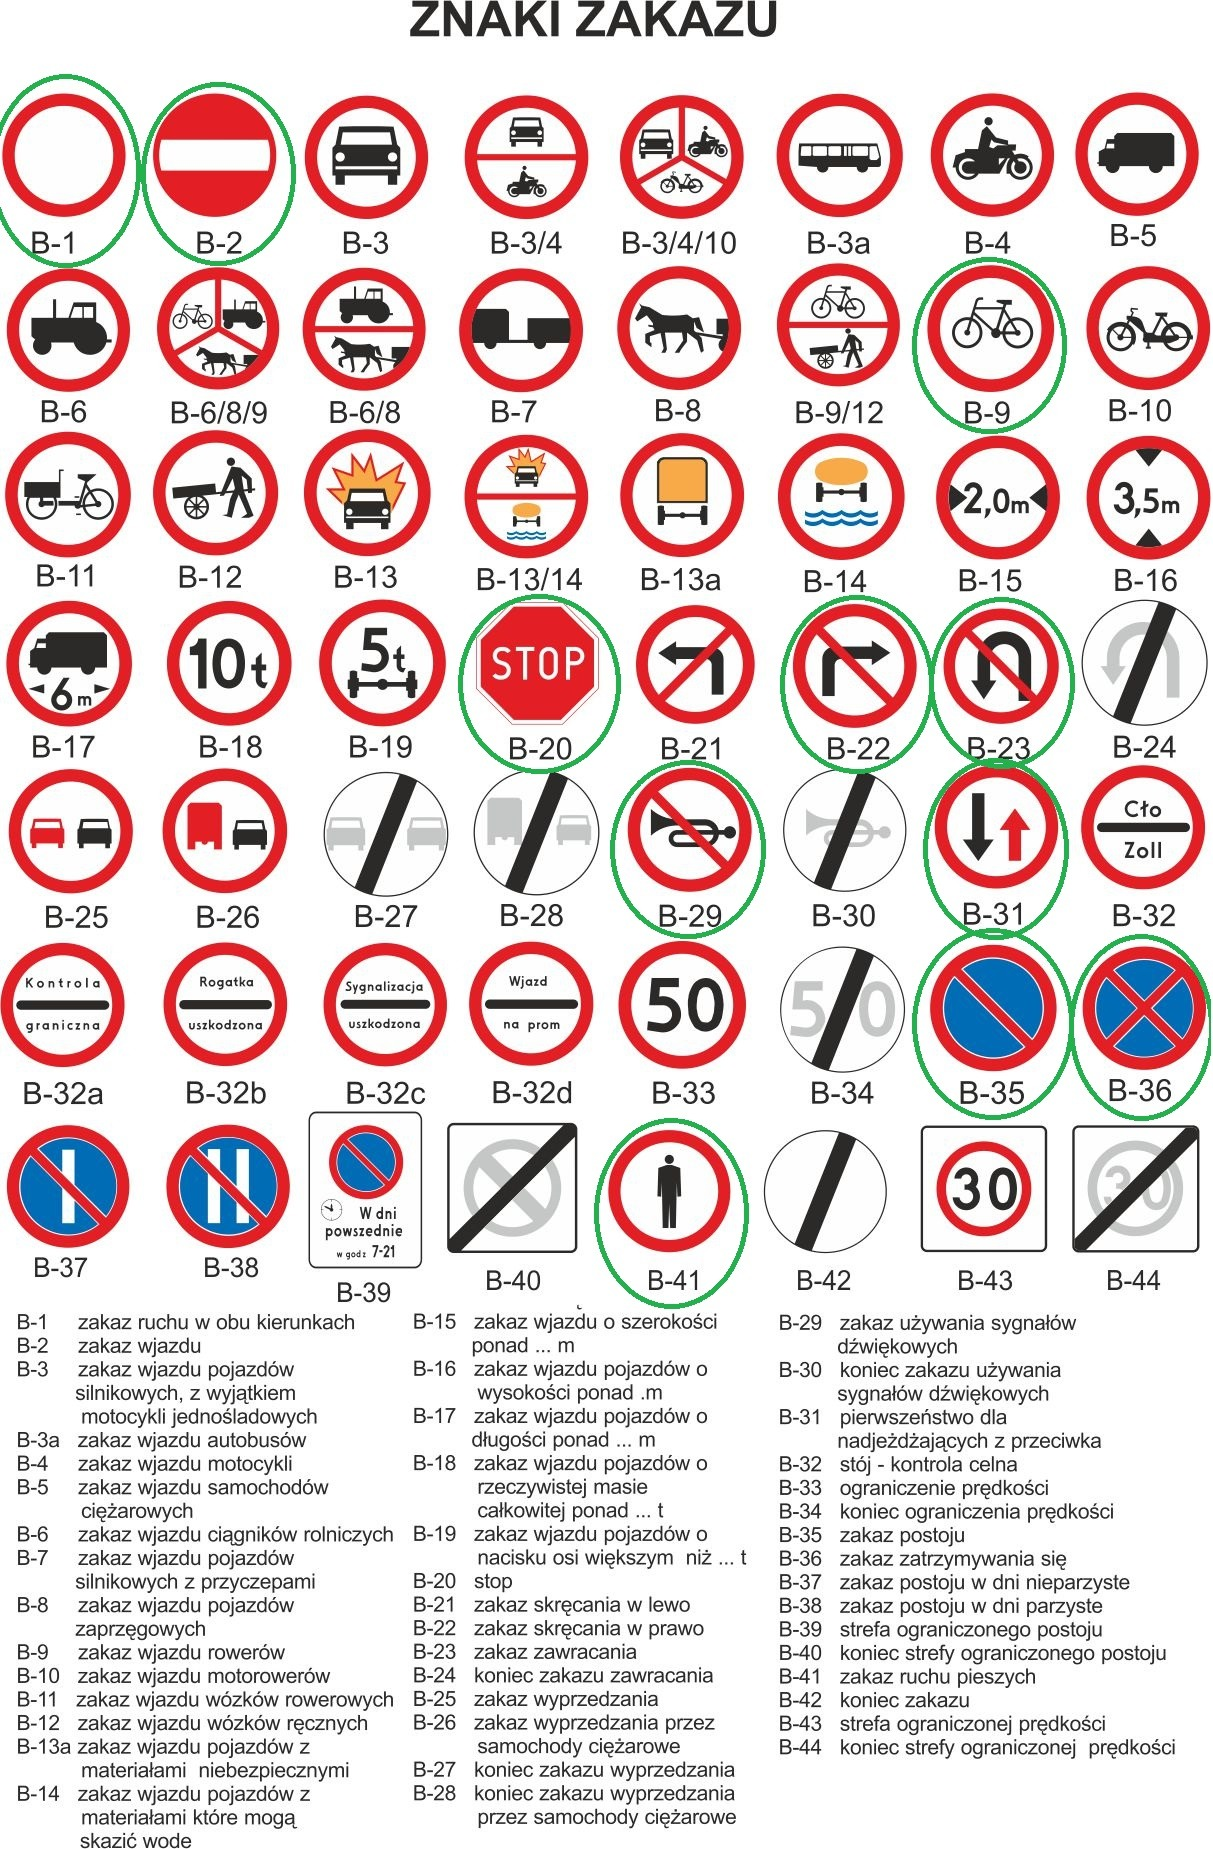 ZNAKI ZAKAZU
B-1 B-2 B-3 B-3/4 B-3/4/10 B-3a B-4 B-5
B-6 B-6/8/9 B-6/8 B-7 B-8 B-9/12 B-9 B-10
2,0m 3,5m
B-11 B-12 B-13 B-13/14 B-13a B-14 B-15 B-16
6m 10t 5t STOP
B-17 B-18 B-19 B-20 B-21 B-22 B-23 B-24
Cło
Zoll
B-25 B-26 B-27 B-28 B-29 B-30 B-31 B-32
Kontrola
graniczna
Rogatka
uszkodzona
Sygnalizacja
uszkodzona
Wjazd
na prom
50
50
B-32a B-32b B-32c B-32d B-33 B-34 B-35 B-36
W dni
powszednie
w godz 7-21
30
30
B-37 B-38 B-39 B-40 B-41 B-42 B-43 B-44
B-1 zakaz ruchu w obu kierunkach
B-2 zakaz wjazdu
B-3 zakaz wjazdu pojazdów
silnikowych, z wyjątkiem
motocykli jednośladowych
B-3a zakaz wjazdu autobusów
B-4 zakaz wjazdu motocykli
B-5 zakaz wjazdu samochodów
ciężarowych
B-6 zakaz wjazdu ciągników rolniczych
B-7 zakaz wjazdu pojazdów
silnikowych z przyczepami
B-8 zakaz wjazdu pojazdów
zaprzęgowych
B-9 zakaz wjazdu rowerów
B-10 zakaz wjazdu motorowerów
B-11 zakaz wjazdu wózków rowerowych
B-12 zakaz wjazdu wózków ręcznych
B-13a zakaz wjazdu pojazdów z
materiałami niebezpiecznymi
B-14 zakaz wjazdu pojazdów z
materiałami które mogą
skazić wode
B-15 zakaz wjazdu o szerokości
ponad ... m
B-16 zakaz wjazdu pojazdów o
wysokości ponad .m
B-17 zakaz wjazdu pojazdów o
długości ponad ... m
B-18 zakaz wjazdu pojazdów o
rzeczywistej masie
całkowitej ponad ... t
B-19 zakaz wjazdu pojazdów o
nacisku osi większym niż ... t
B-20 stop
B-21 zakaz skręcania w lewo
B-22 zakaz skręcania w prawo
B-23 zakaz zawracania
B-24 koniec zakazu zawracania
B-25 zakaz wyprzedzania
B-26 zakaz wyprzedzania przez
samochody ciężarowe
B-27 koniec zakazu wyprzedzania
B-28 koniec zakazu wyprzedzania
przez samochody ciężarowe
B-29 zakaz używania sygnałów
dźwiękowych
B-30 koniec zakazu używania
sygnałów dźwiękowych
B-31 pierwszeństwo dla
nadjeżdżających z przeciwka
B-32 stój - kontrola celna
B-33 ograniczenie prędkości
B-34 koniec ograniczenia prędkości
B-35 zakaz postoju
B-36 zakaz zatrzymywania się
B-37 zakaz postoju w dni nieparzyste
B-38 zakaz postoju w dni parzyste
B-39 strefa ograniczonego postoju
B-40 koniec strefy ograniczonego postoju
B-41 zakaz ruchu pieszych
B-42 koniec zakazu
B-43 strefa ograniczonej prędkości
B-44 koniec strefy ograniczonej prędkości